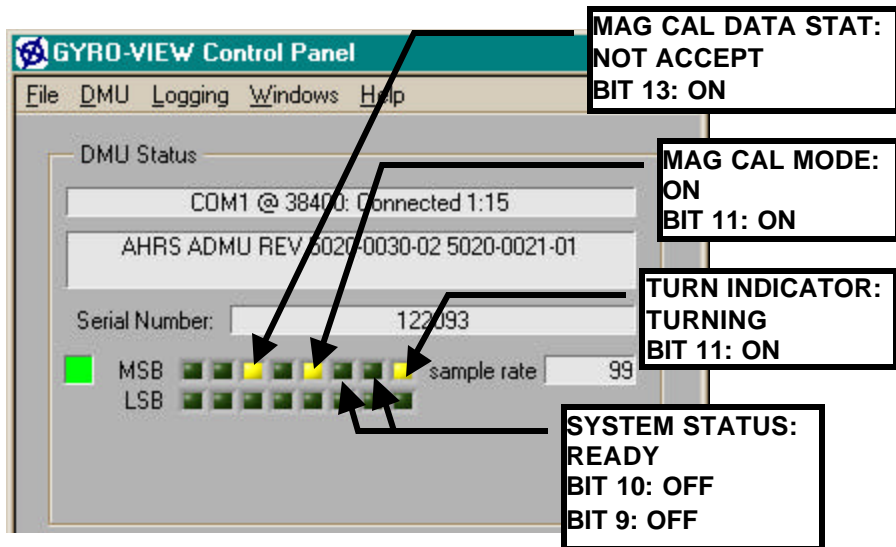 MAG CAL DATA STAT:
NOT ACCEPT
BIT 13: ON
GYRO-VIEW Control Panel
File DMU Logging Windows Help
DMU Status
MAG CAL MODE:
ON
BIT 11: ON
COM1 @ 38400: Connected 1:15
AHRS ADMU REV 5020-0030-02 5020-0021-01
TURN INDICATOR:
TURNING
BIT 11: ON
Serial Number: 122093
MSB sample rate 99
LSB
SYSTEM STATUS:
READY
BIT 10: OFF
BIT 9: OFF